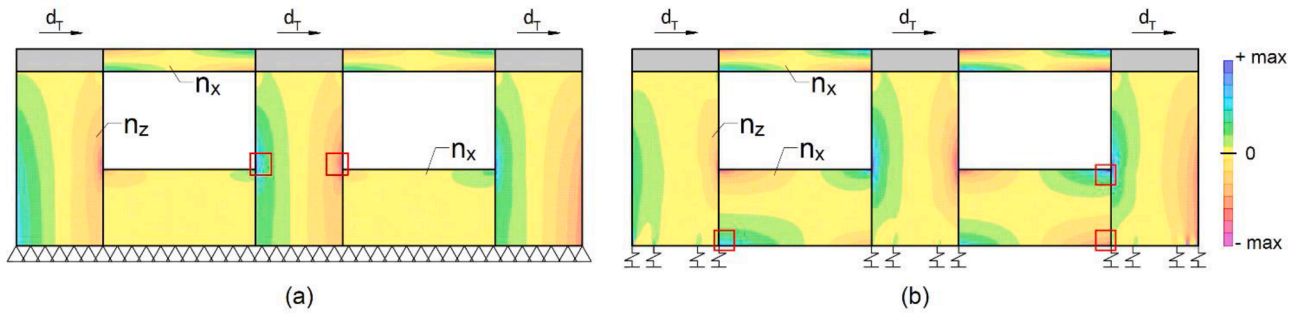 d_T d_T d_T d_T d_T d_T
+ max
n_x n_x
n_z n_z
n_x n_x
0
- max
(a) (b)